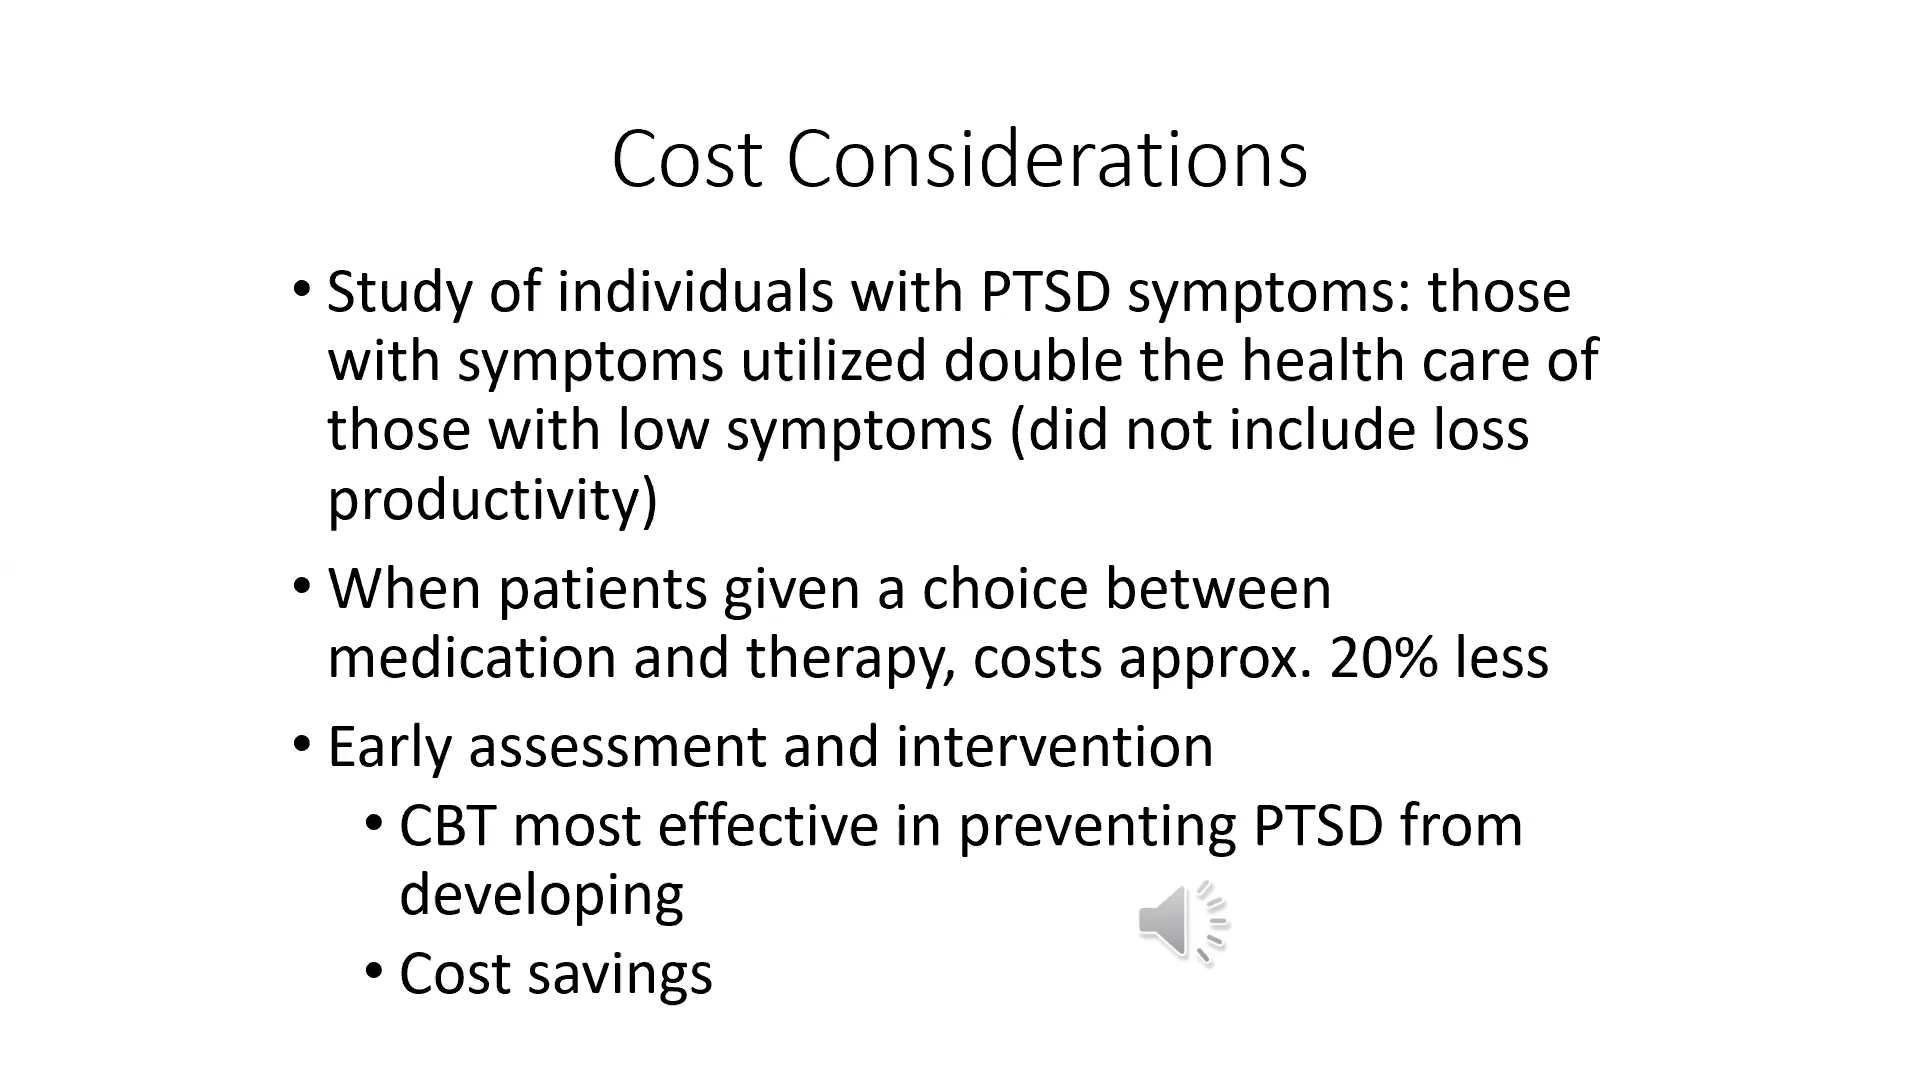 Cost Considerations
• Study of individuals with PTSD symptoms: those
with symptoms utilized double the health care of
those with low symptoms (did not include loss
productivity)
• When patients given a choice between
medication and therapy, costs approx. 20% less
• Early assessment and intervention
• CBT most effective in preventing PTSD from
developing
• Cost savings